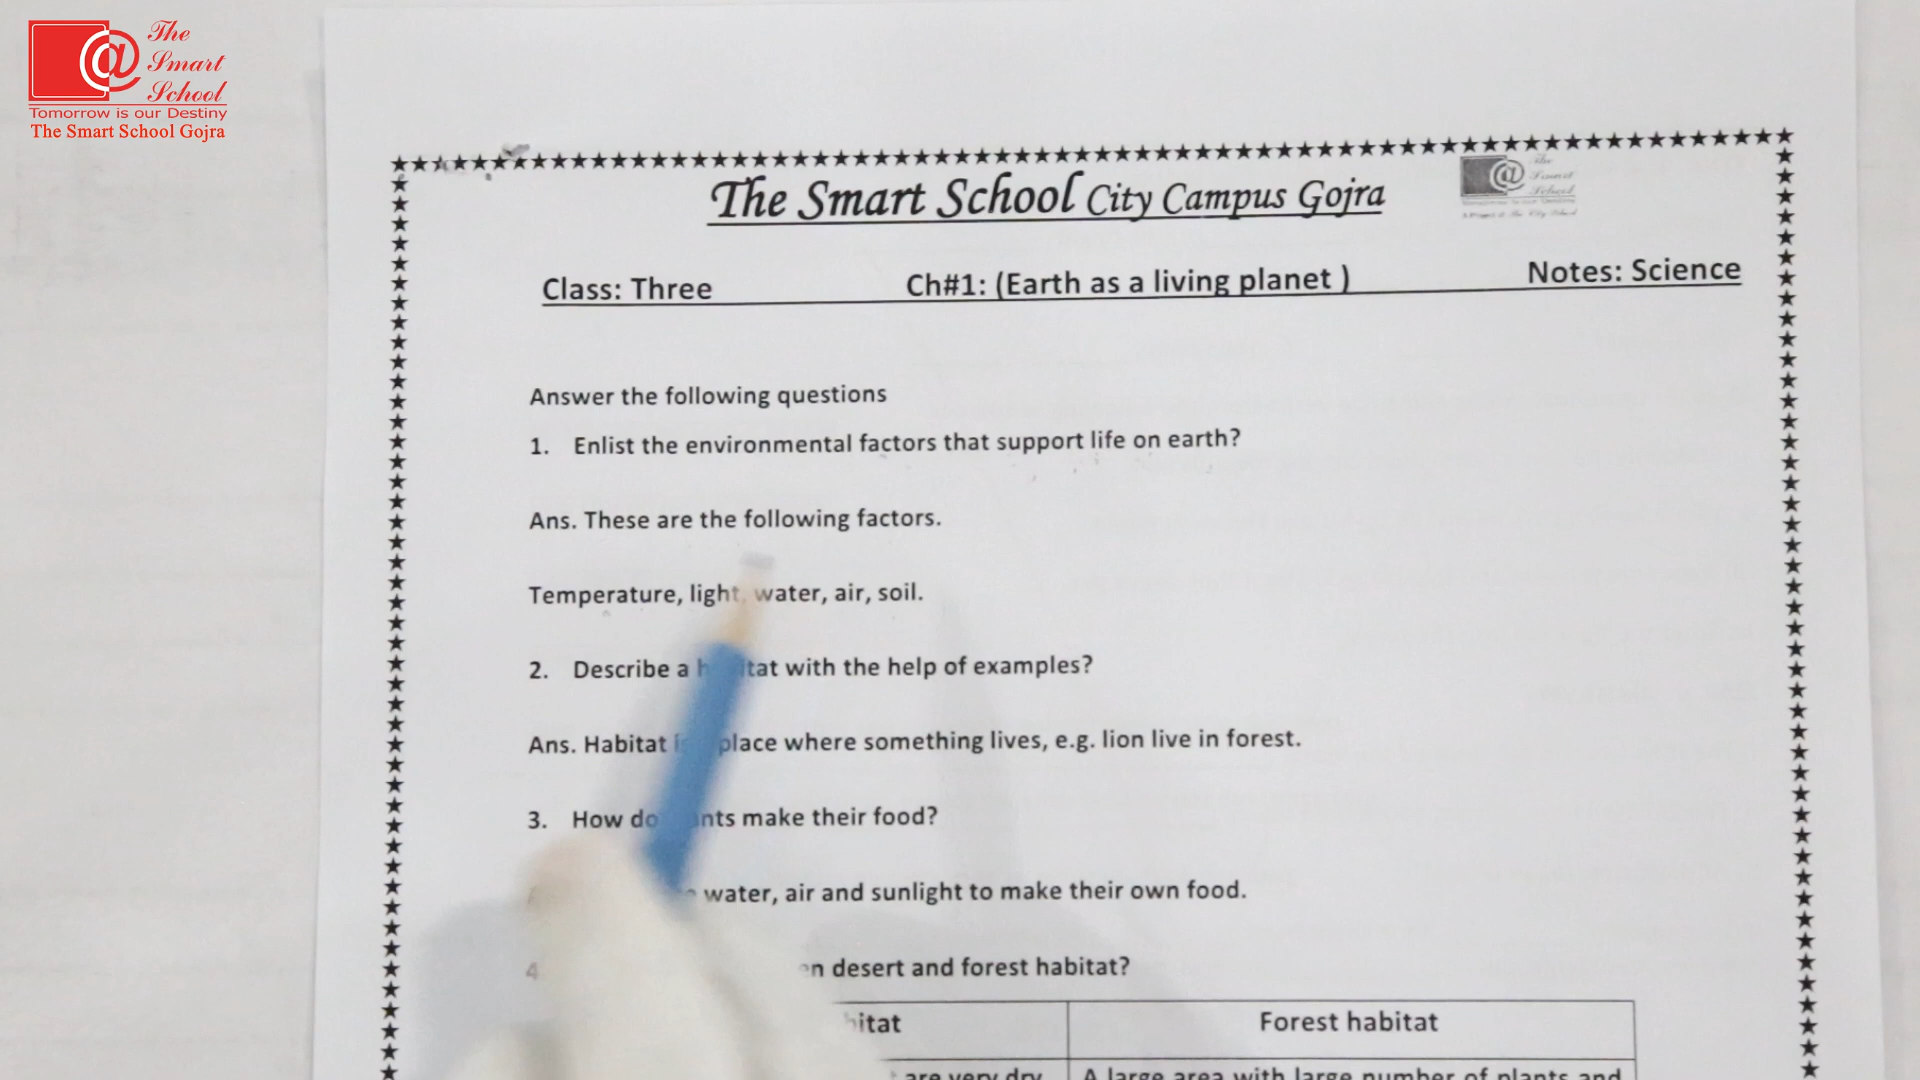 The
Smart
School
Tomorrow is our Destiny
The Smart School Gojra
The Smart School City Campus Gojra
The
Smart
School
Class: Three Ch#1: (Earth as a living planet ) Notes: Science
Answer the following questions
1. Enlist the environmental factors that support life on earth?
Ans. These are the following factors.
Temperature, light, water, air, soil.
2. Describe a with the help of examples?
Ans. Habitat place where something lives, e.g. lion live in forest.
3. How do make their food?
water, air and sunlight to make their own food.
4 desert and forest habitat?
Forest habitat
are very dry A large area with large number of plants and